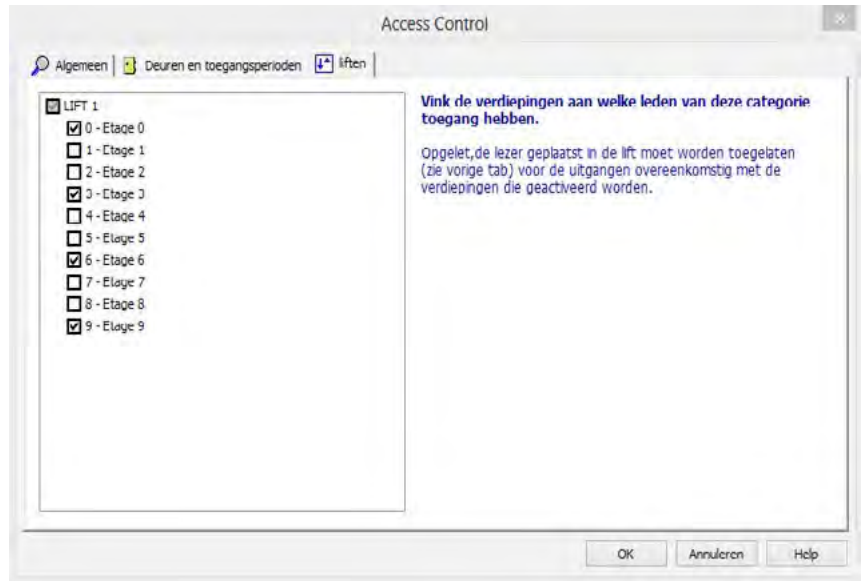 Access Control
Algemeen Deuren en toegangsperioden liften
LIFT 1
0 - Etage 0
1 - Etage 1
2 - Etage 2
3 - Etage 3
4 - Etage 4
5 - Etage 5
6 - Etage 6
7 - Etage 7
8 - Etage 8
9 - Etage 9
Vink de verdiepingen aan welke leden van deze categorie
toegang hebben.
Opgelet,de lezer geplaatst in de lift moet worden toegelaten
(zie vorige tab) voor de uitgangen overeenkomstig met de
verdiepingen die geactiveerd worden.
OK Annuleren Help